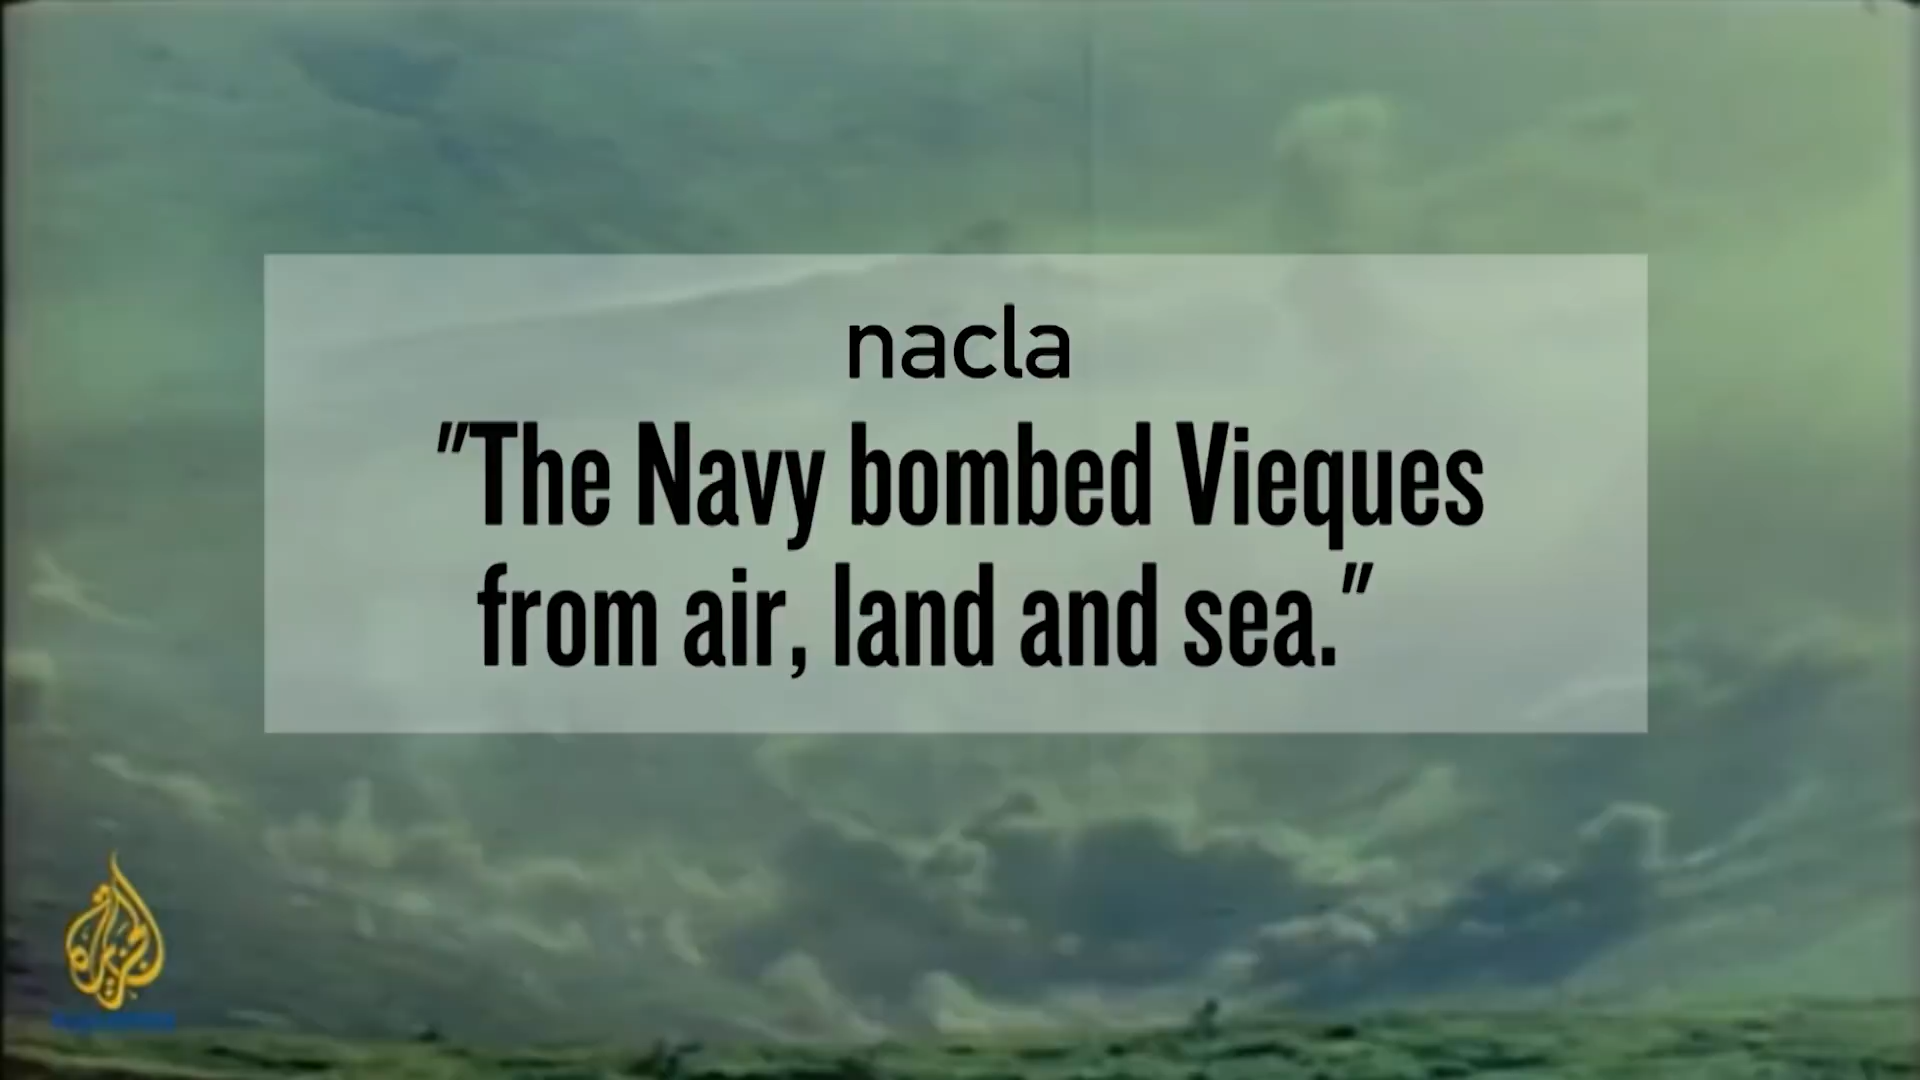 nacla
"The Navy bombed Vieques
from air, land and sea."